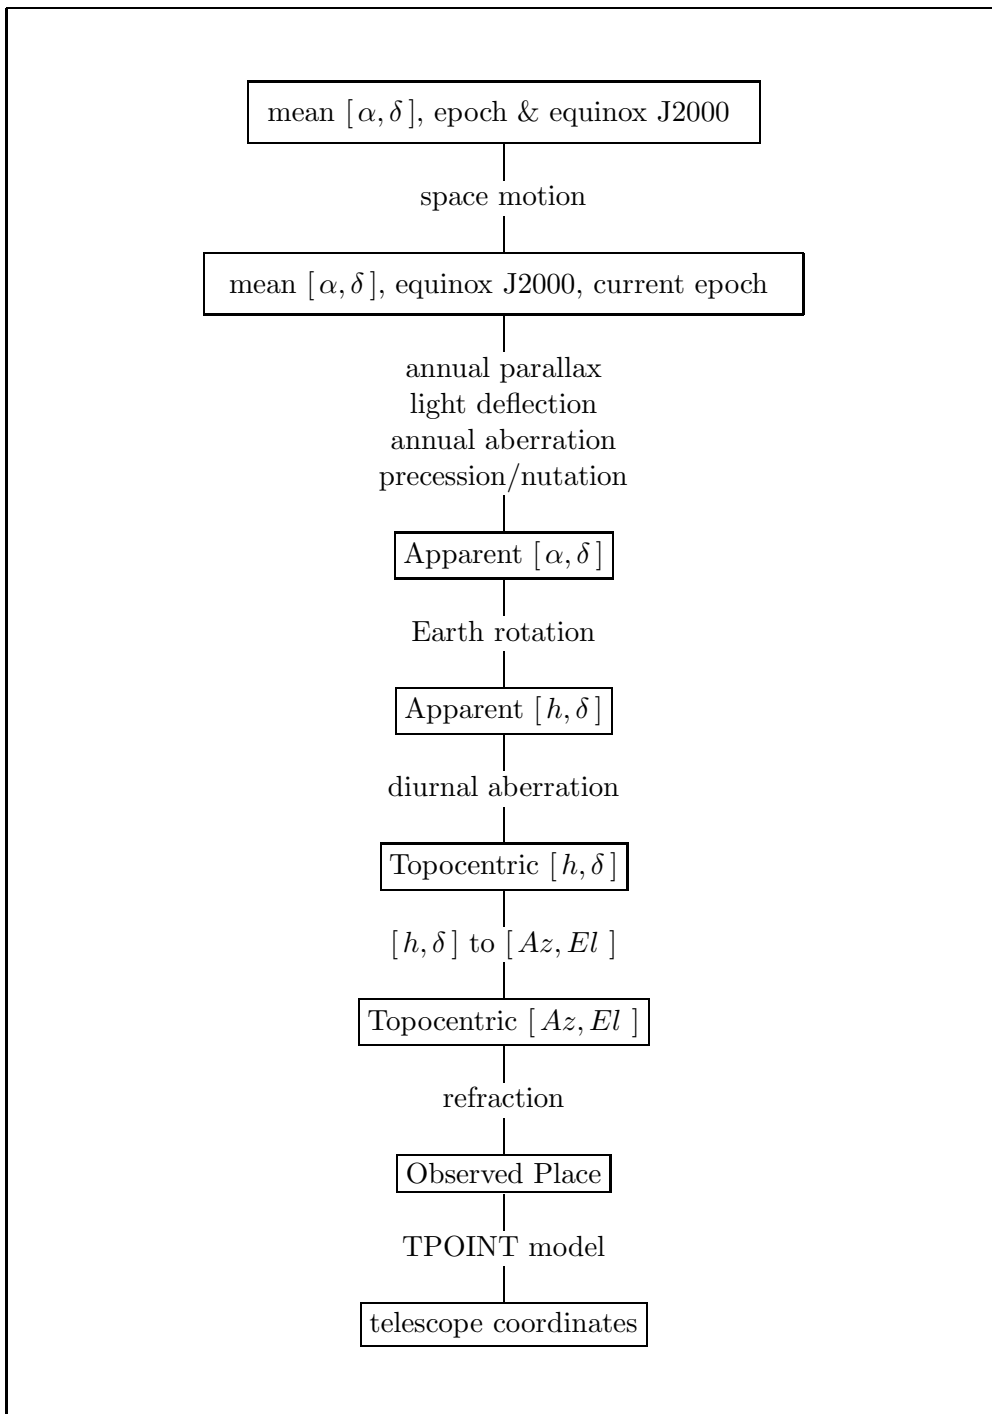 mean [ α, δ ], epoch & equinox J2000
space motion
mean [ α, δ ], equinox J2000, current epoch
annual parallax
light deflection
annual aberration
precession/nutation
Apparent [ α, δ ]
Earth rotation
Apparent [ h, δ ]
diurnal aberration
Topocentric [ h, δ ]
[ h, δ ] to [ Az, El ]
Topocentric [ Az, El ]
refraction
Observed Place
TPOINT model
telescope coordinates